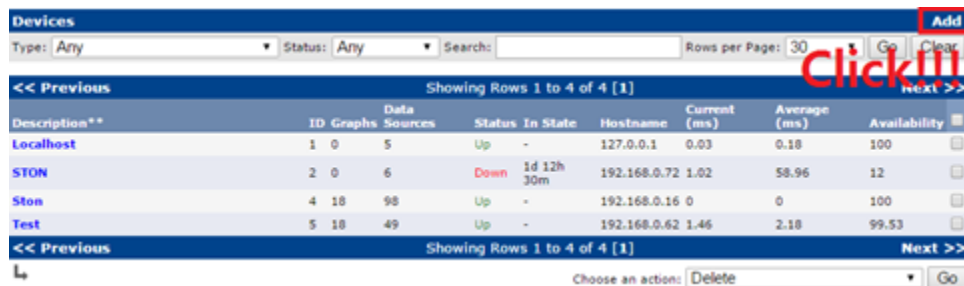 Devices Add
Type: Any Status: Any Search: Rows per Page: 30 Go Clear
Click!!!
<< Previous Showing Rows 1 to 4 of 4 [1] Next >>
Description** ID Graphs Data Sources Status In State Hostname Current (ms) Average (ms) Availability
Localhost 1 0 5 Up - 127.0.0.1 0.03 0.18 100
STON 2 0 6 Down 1d 12h 30m 192.168.0.72 1.02 58.96 12
Ston 4 18 98 Up - 192.168.0.16 0 0 100
Test 5 18 49 Up - 192.168.0.62 1.46 2.18 99.53
<< Previous Showing Rows 1 to 4 of 4 [1] Next >>
Choose an action: Delete Go